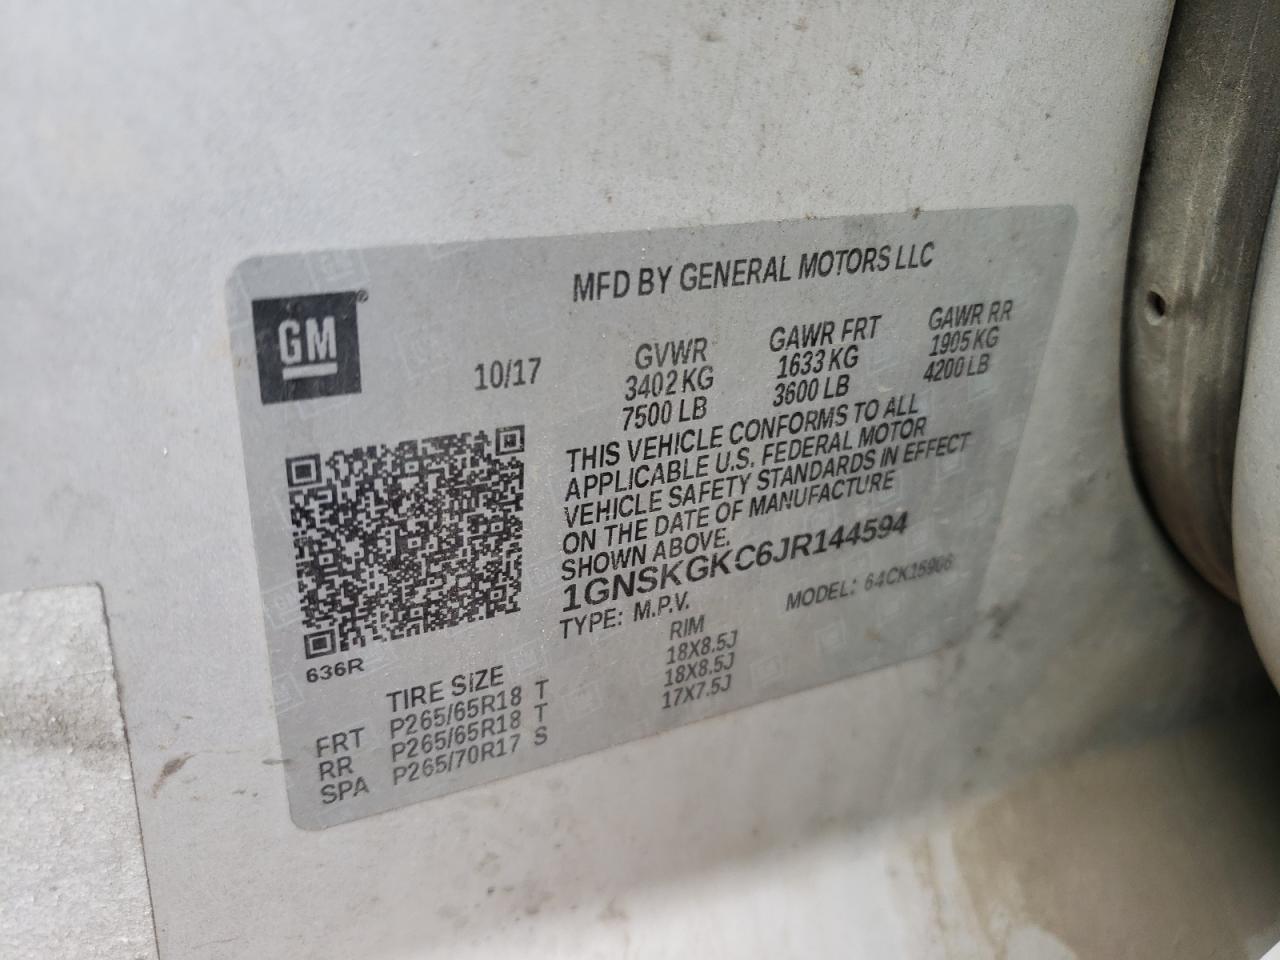 MFD BY GENERAL MOTORS LLC
GM
10/17
GVWR GAWR FRT GAWR RR
3402 KG 1633 KG 1905 KG
7500 LB 3600 LB 4200 LB
THIS VEHICLE CONFORMS TO ALL
APPLICABLE U.S. FEDERAL MOTOR
VEHICLE SAFETY STANDARDS IN EFFECT
ON THE DATE OF MANUFACTURE
SHOWN ABOVE.
1GNSKGKC6JR144594
TYPE: M.P.V. MODEL: 64CK15906
636R
TIRE SIZE RIM
FRT P265/65R18 T 18X8.5J
RR P265/65R18 T 18X8.5J
SPA P265/70R17 S 17X7.5J